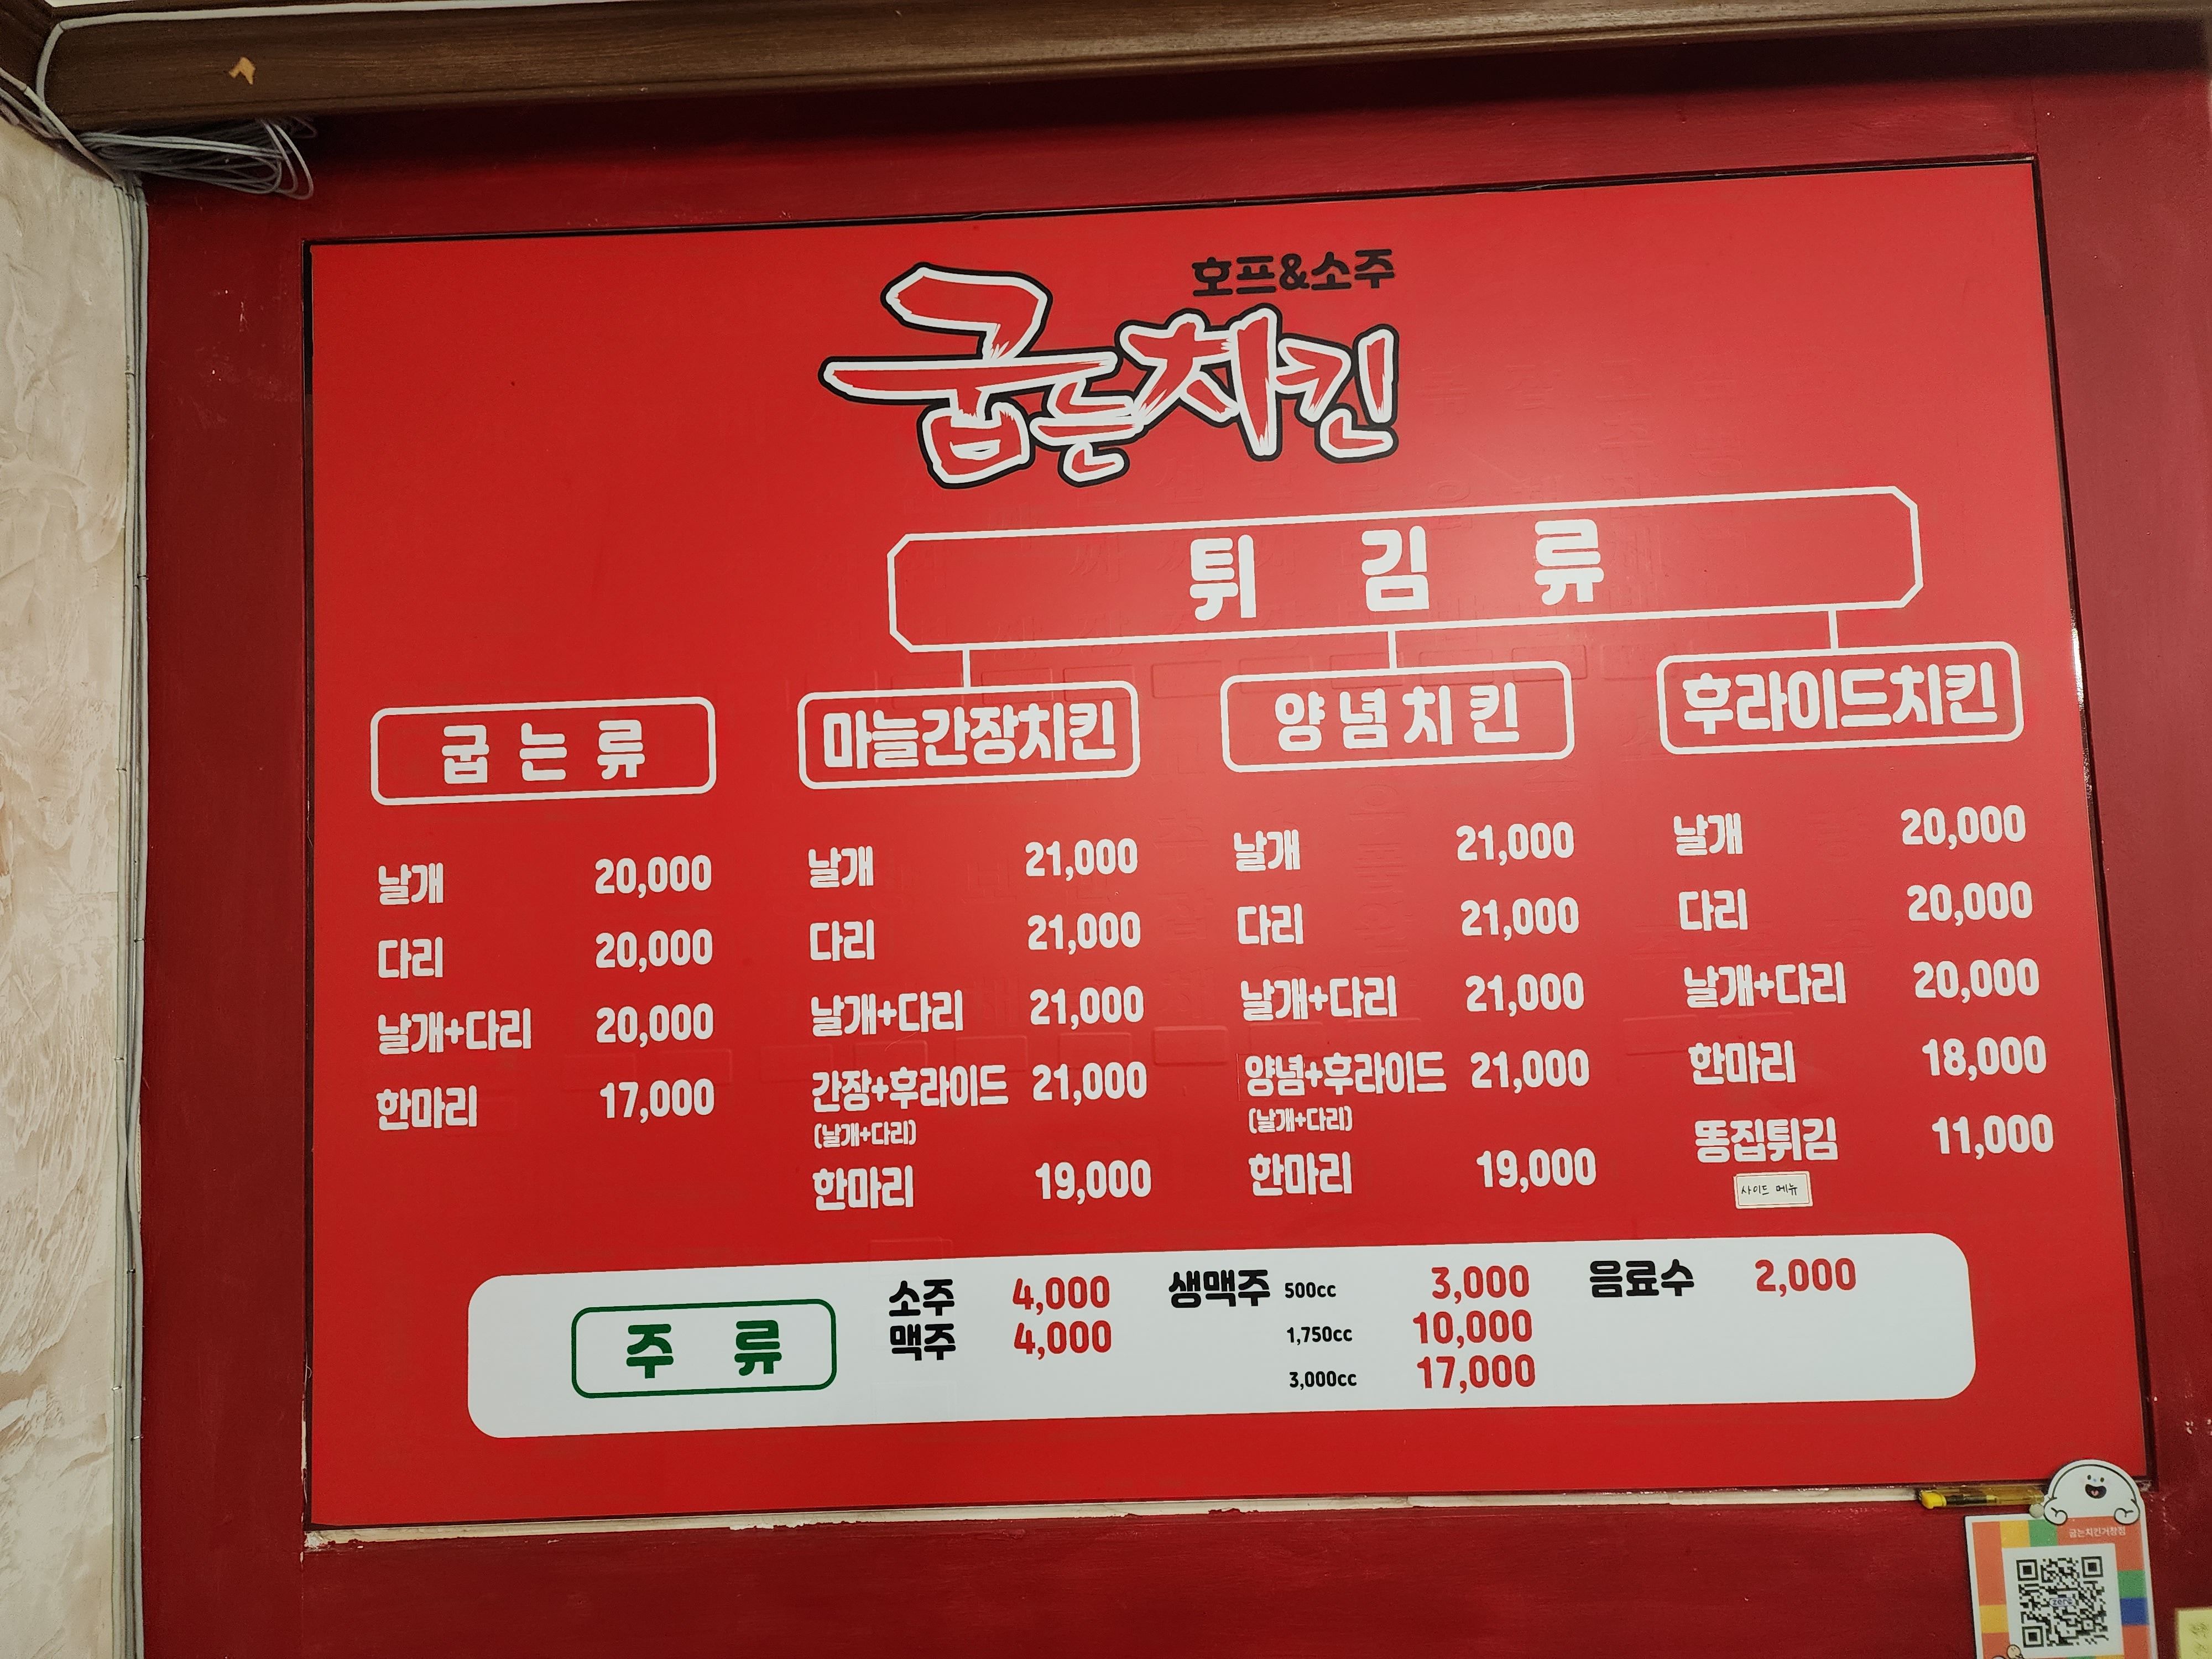 호프&소주
굽는치킨
튀김류
굽는류
날개 20,000
다리 20,000
날개+다리 20,000
한마리 17,000
마늘간장치킨
날개 21,000
다리 21,000
날개+다리 21,000
간장+후라이드 21,000
(날개+다리)
한마리 19,000
양념치킨
날개 21,000
다리 21,000
날개+다리 21,000
양념+후라이드 21,000
(날개+다리)
한마리 19,000
후라이드치킨
날개 20,000
다리 20,000
날개+다리 20,000
한마리 18,000
똥집튀김 11,000
사이드 메뉴
주류
소주 4,000
맥주 4,000
생맥주 500cc 3,000
1,750cc 10,000
3,000cc 17,000
음료수 2,000
굽는치킨거창점